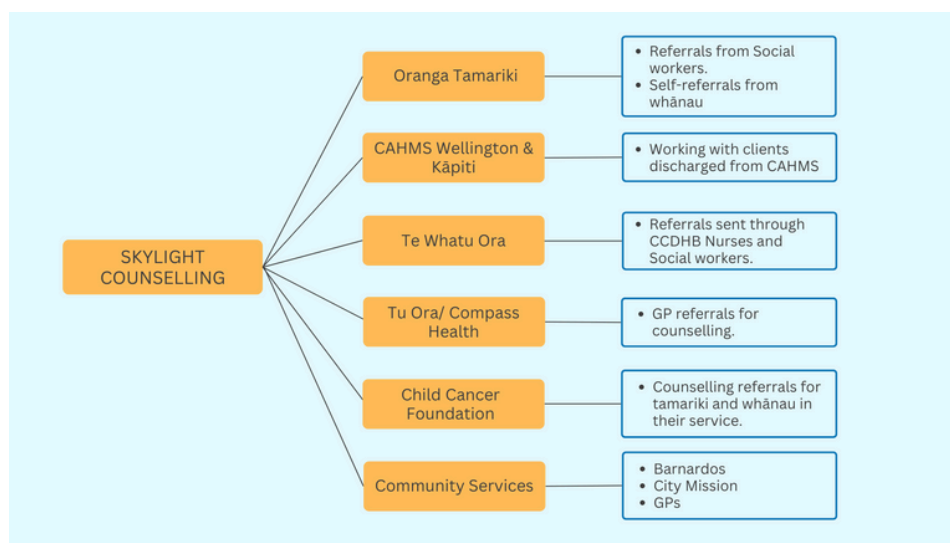 SKYLIGHT
COUNSELLING
Oranga Tamariki
• Referrals from Social
workers.
• Self-referrals from
whānau
CAHMS Wellington &
Kāpiti
• Working with clients
discharged from CAHMS
Te Whatu Ora
• Referrals sent through
CCDHB Nurses and
Social workers.
Tu Ora/ Compass
Health
• GP referrals for
counselling.
Child Cancer
Foundation
• Counselling referrals for
tamariki and whānau in
their service.
Community Services
• Barnardos
• City Mission
• GPs